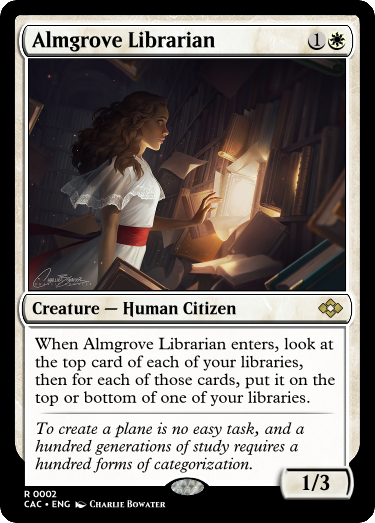 Almgrove Librarian 1
Creature — Human Citizen
When Almgrove Librarian enters, look at
the top card of each of your libraries,
then for each of those cards, put it on the
top or bottom of one of your libraries.
To create a plane is no easy task, and a
hundred generations of study requires a
hundred forms of categorization.
1/3
R 0002
CAC • ENG Charlie Bowater